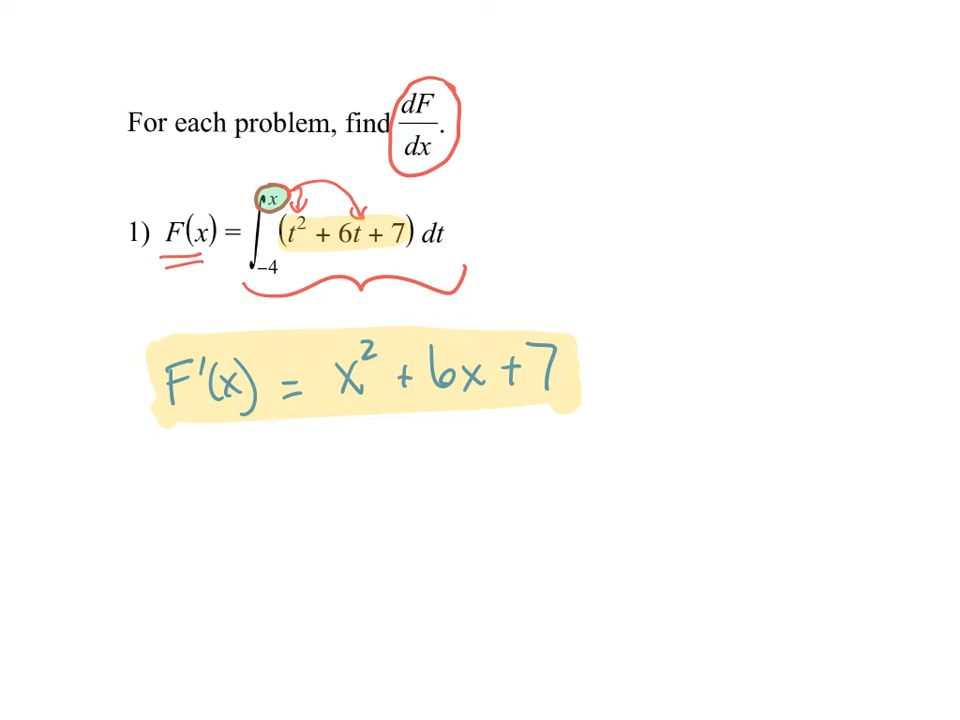 For each problem, find dF/dx.
1) F(x) = ∫_{-4}^{x} (t² + 6t + 7) dt
F'(x) = x² + 6x + 7